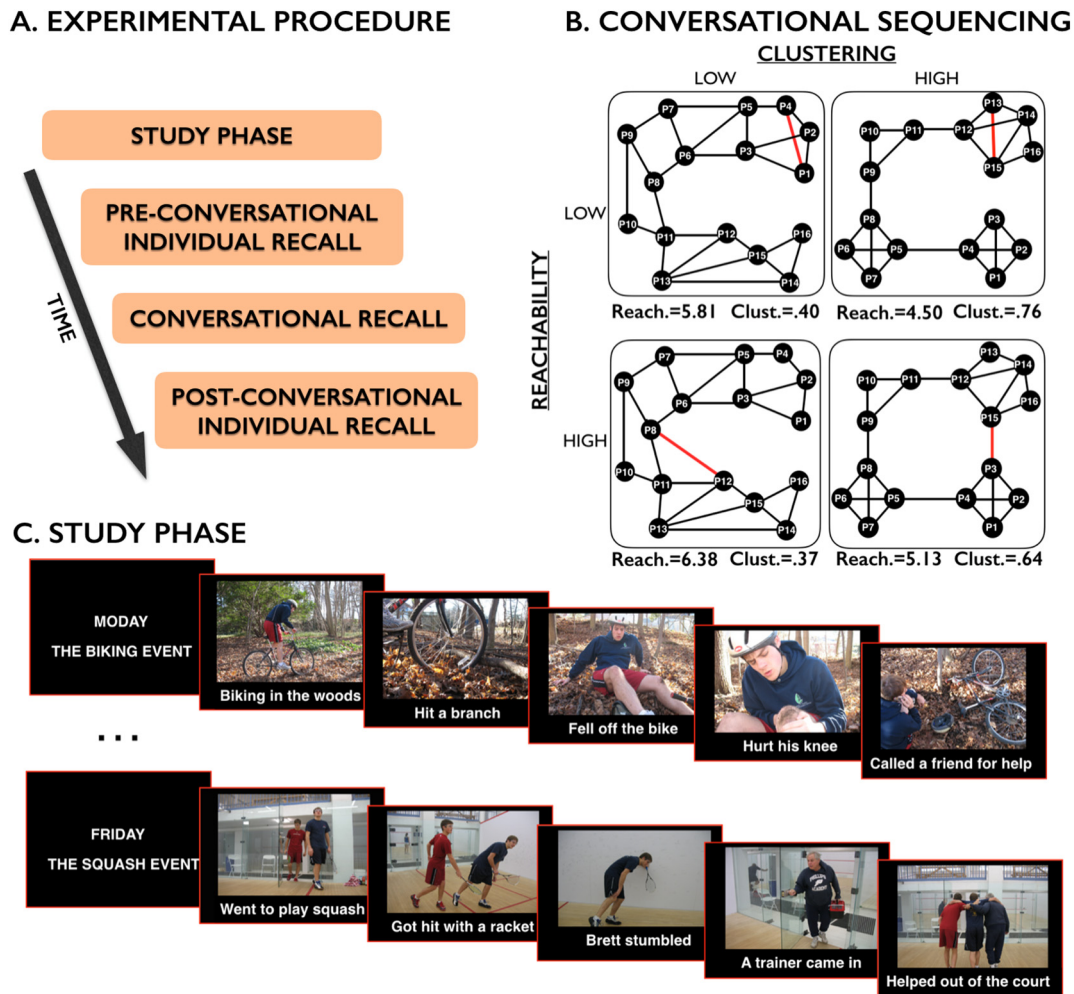 A. EXPERIMENTAL PROCEDURE
STUDY PHASE
PRE-CONVERSATIONAL
INDIVIDUAL RECALL
CONVERSATIONAL RECALL
POST-CONVERSATIONAL
INDIVIDUAL RECALL
TIME
B. CONVERSATIONAL SEQUENCING
CLUSTERING
LOW
HIGH
REACHABILITY
LOW
P7
P5
P4
P9
P2
P6
P3
P1
P8
P10
P11
P12
P16
P15
P13
P14
Reach.=5.81 Clust.=.40
P13
P14
P10
P11
P12
P16
P9
P15
P8
P3
P6
P5
P4
P2
P7
P1
Reach.=4.50 Clust.=.76
HIGH
P7
P5
P4
P9
P2
P6
P3
P1
P8
P10
P11
P12
P16
P15
P13
P14
Reach.=6.38 Clust.=.37
P13
P14
P10
P11
P12
P16
P9
P15
P8
P3
P6
P5
P4
P2
P7
P1
Reach.=5.13 Clust.=.64
C. STUDY PHASE
MODAY
THE BIKING EVENT
Biking in the woods
Hit a branch
Fell off the bike
Hurt his knee
Called a friend for help
...
FRIDAY
THE SQUASH EVENT
Went to play squash
Got hit with a racket
Brett stumbled
A trainer came in
Helped out of the court